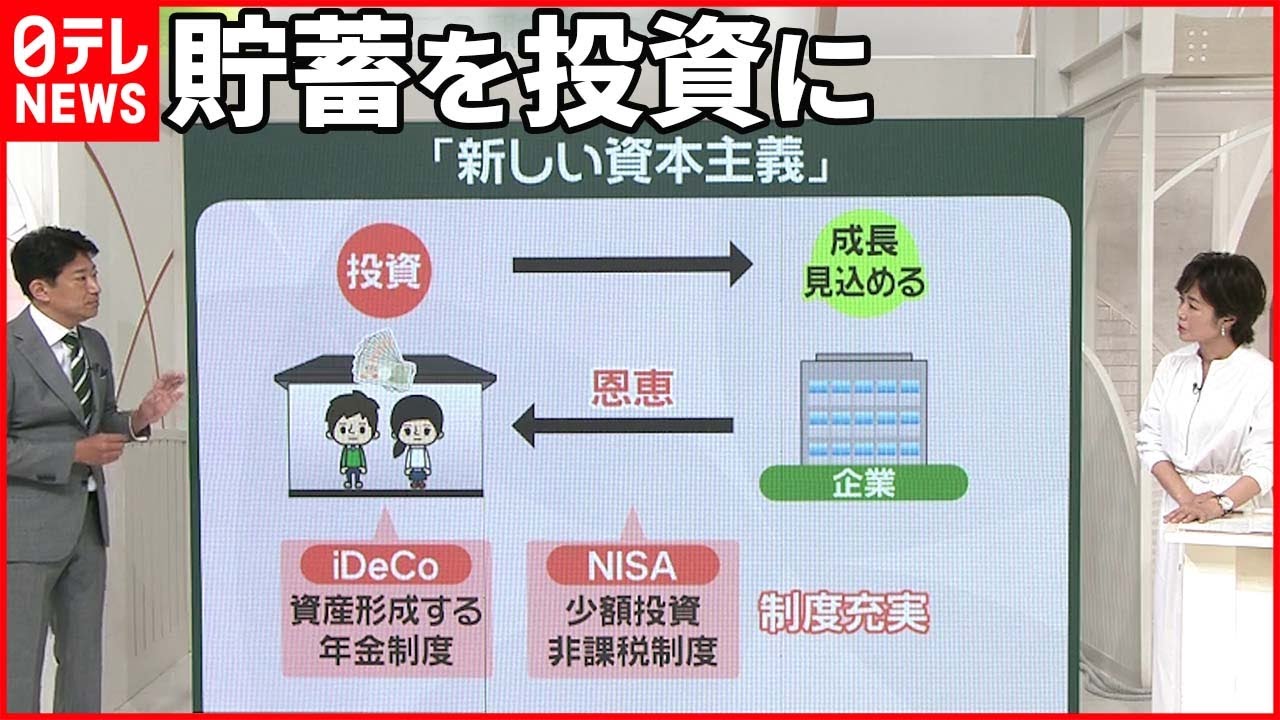 日テレ
NEWS
貯蓄を投資に
「新しい資本主義」
投資
成長
見込める
恩恵
企業
iDeCo
資産形成する
年金制度
NISA
少額投資
非課税制度
制度充実